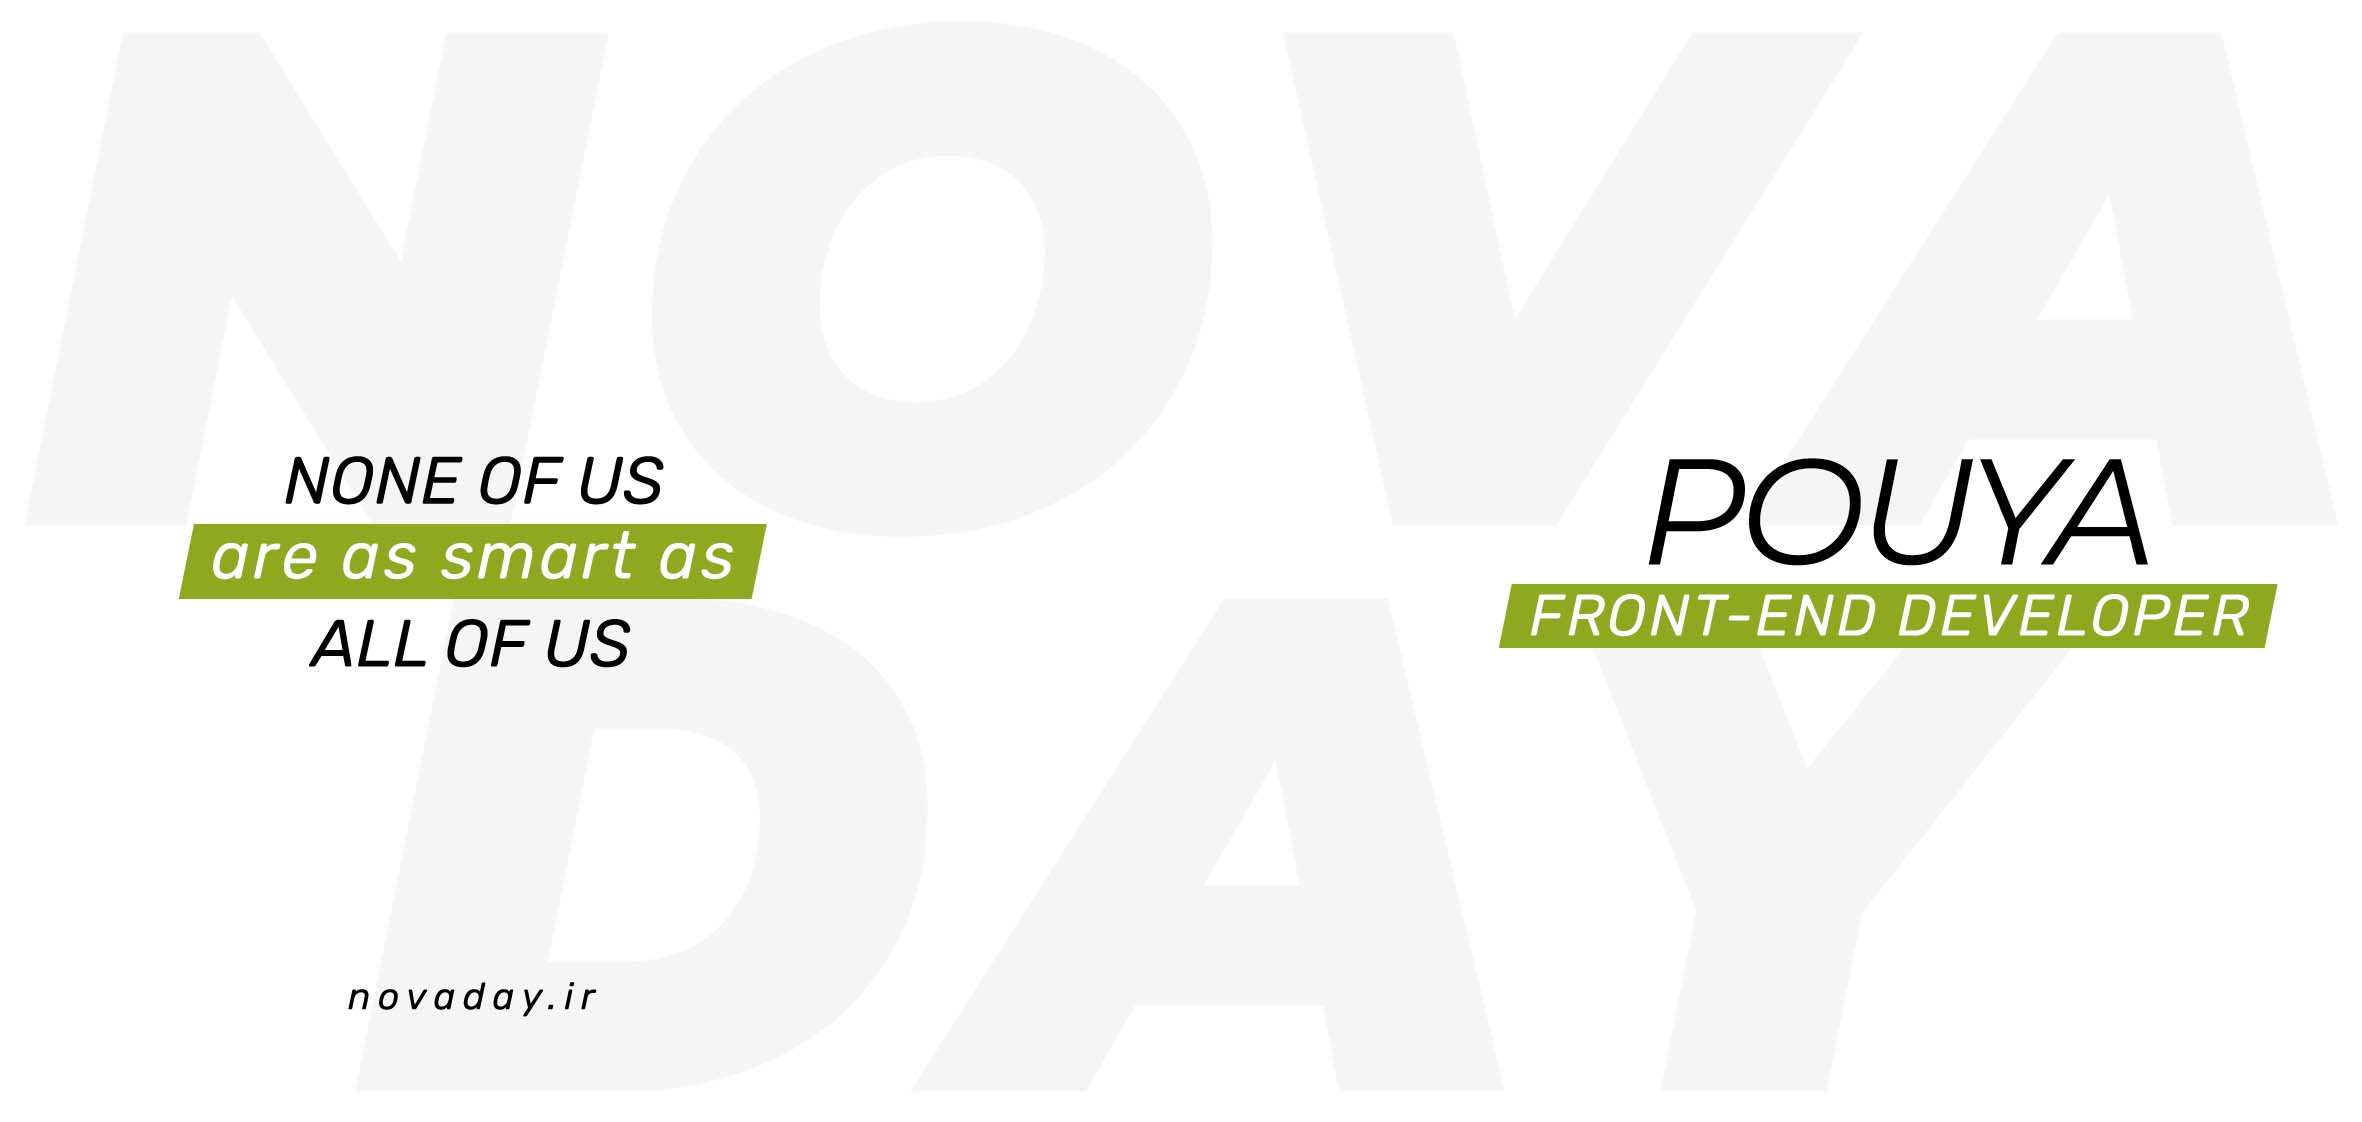 NOVA
DAY
NONE OF US
are as smart as
ALL OF US
novaday.ir
POUYA
FRONT-END DEVELOPER